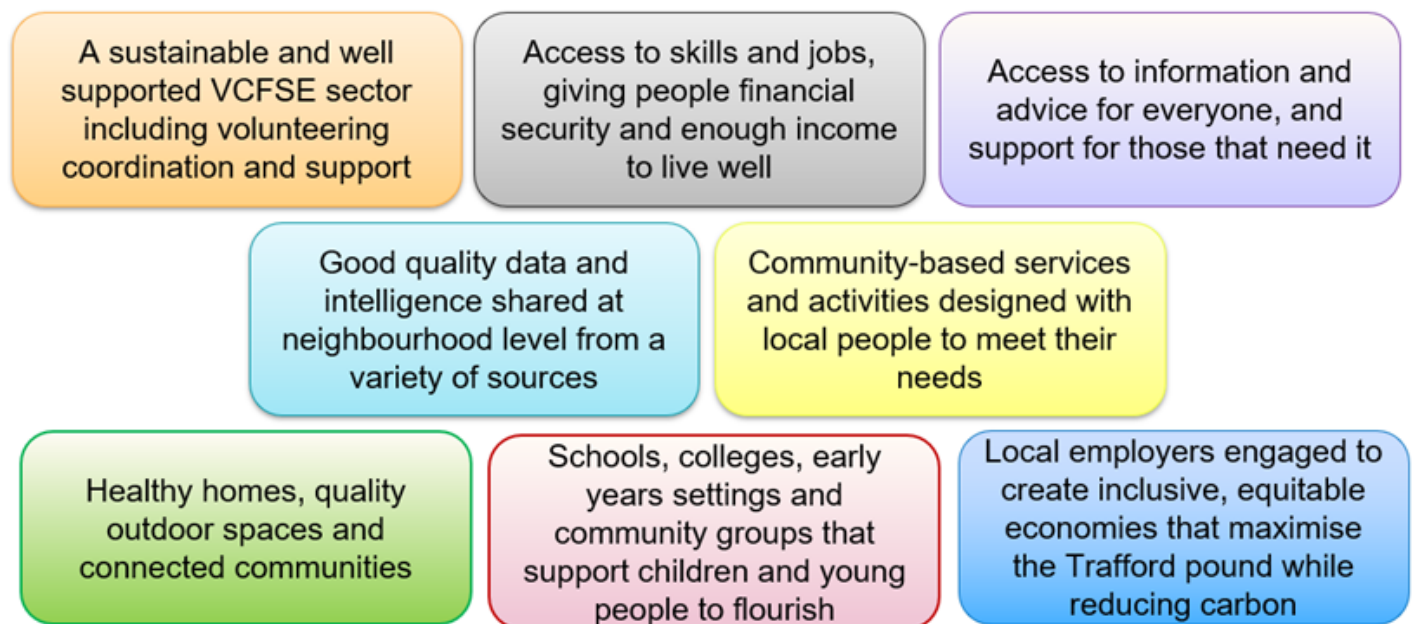 A sustainable and well
supported VCFSE sector
including volunteering
coordination and support
Access to skills and jobs,
giving people financial
security and enough income
to live well
Access to information and
advice for everyone, and
support for those that need it
Good quality data and
intelligence shared at
neighbourhood level from a
variety of sources
Community-based services
and activities designed with
local people to meet their
needs
Healthy homes, quality
outdoor spaces and
connected communities
Schools, colleges, early
years settings and
community groups that
support children and young
people to flourish
Local employers engaged to
create inclusive, equitable
economies that maximise
the Trafford pound while
reducing carbon